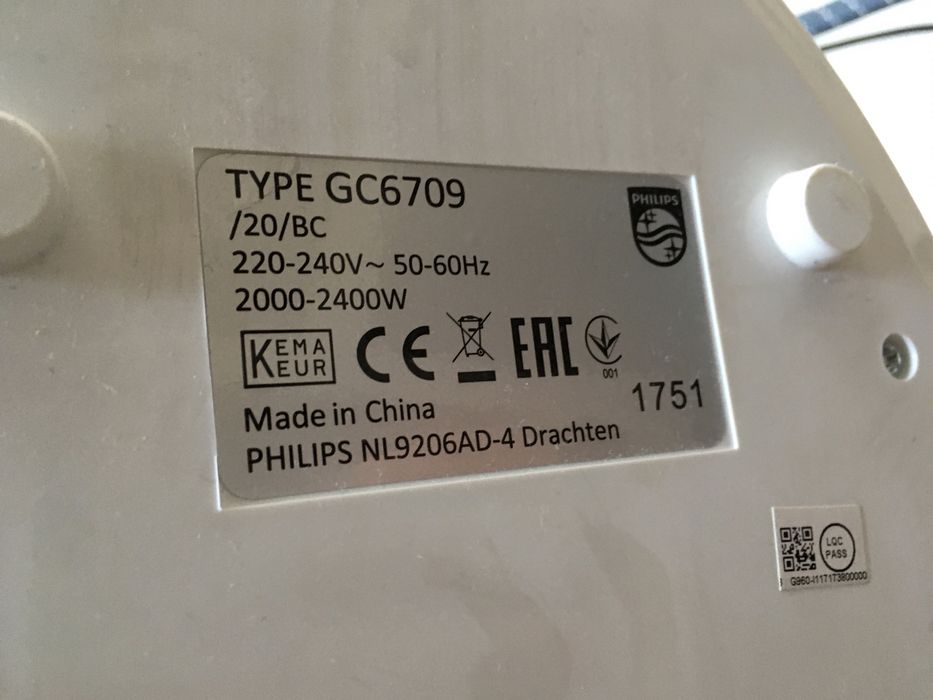 TYPE GC6709
/20/BC
220-240V~ 50-60Hz
2000-2400W
PHILIPS
KEMA
KEUR
CE
EAC
001
1751
Made in China
PHILIPS NL9206AD-4 Drachten
LQC
PASS